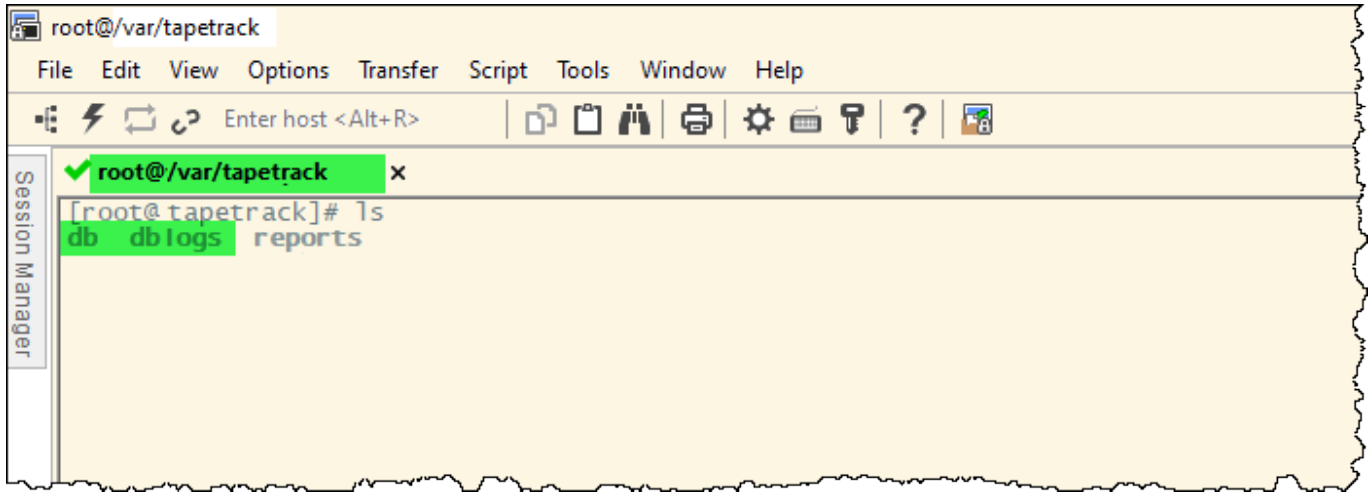 root@/var/tapetrack
File Edit View Options Transfer Script Tools Window Help
Enter host <Alt+R>
Session Manager
root@/var/tapetrack
[root@ tapetrack]# ls
db dblogs reports